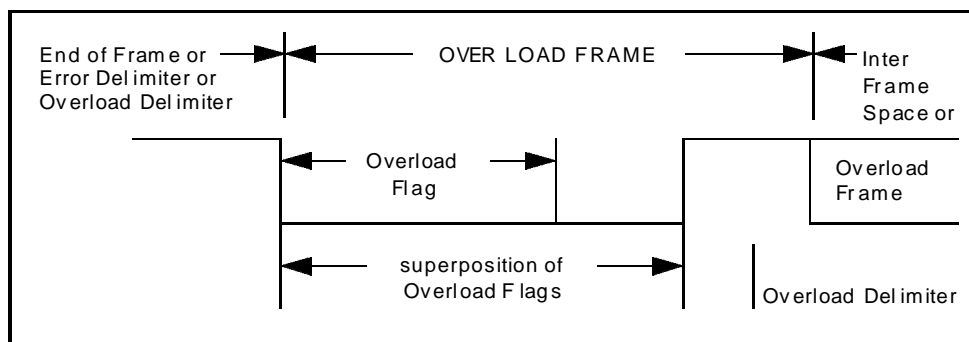 End of Frame or
Error Delimiter or
Overload Delimiter
OVER LOAD FRAME
Inter
Frame
Space or
Overload
Flag
Overload
Frame
superposition of
Overload Flags
Overload Delimiter